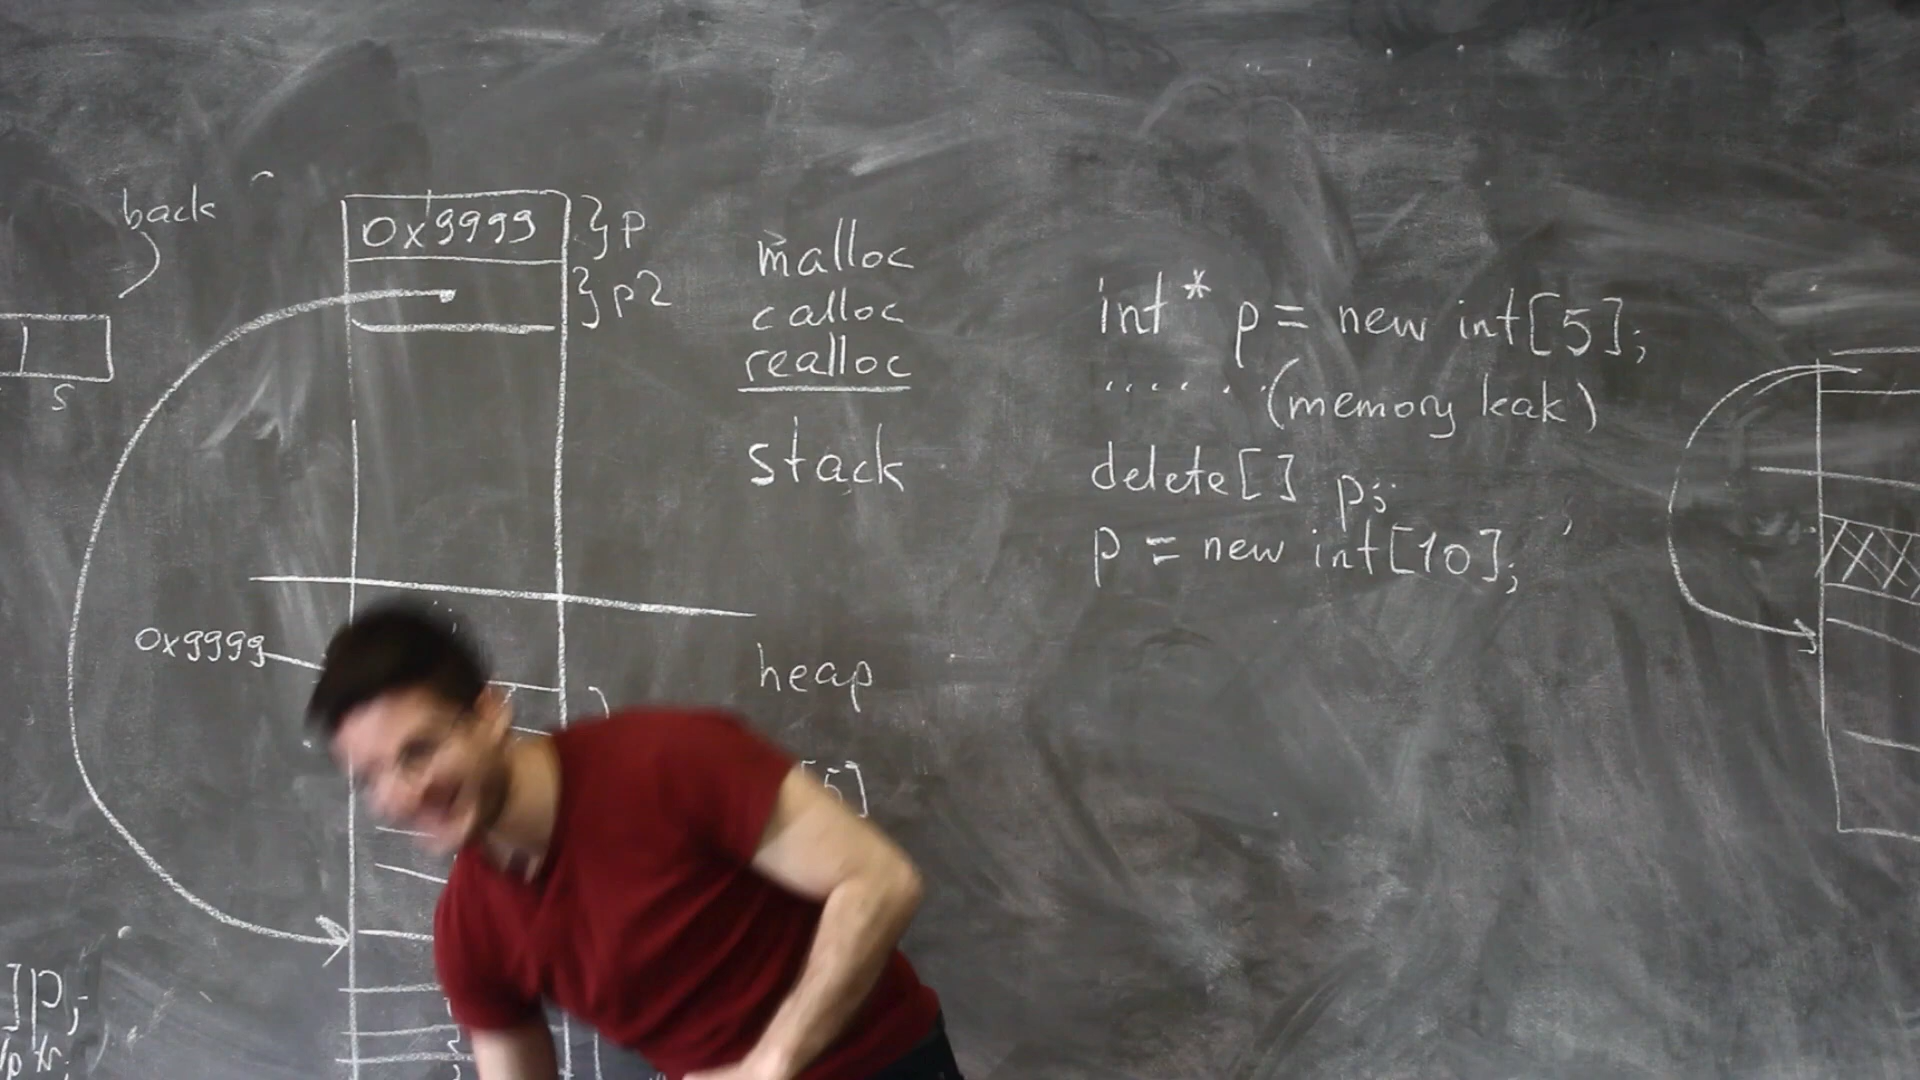 back
s
0x9999 } p
} p2
malloc
calloc
realloc
stack
0x9999
heap
[5]
int* p = new int[5];
...... (memory leak)
delete[] p;
p = new int[10];
]p;